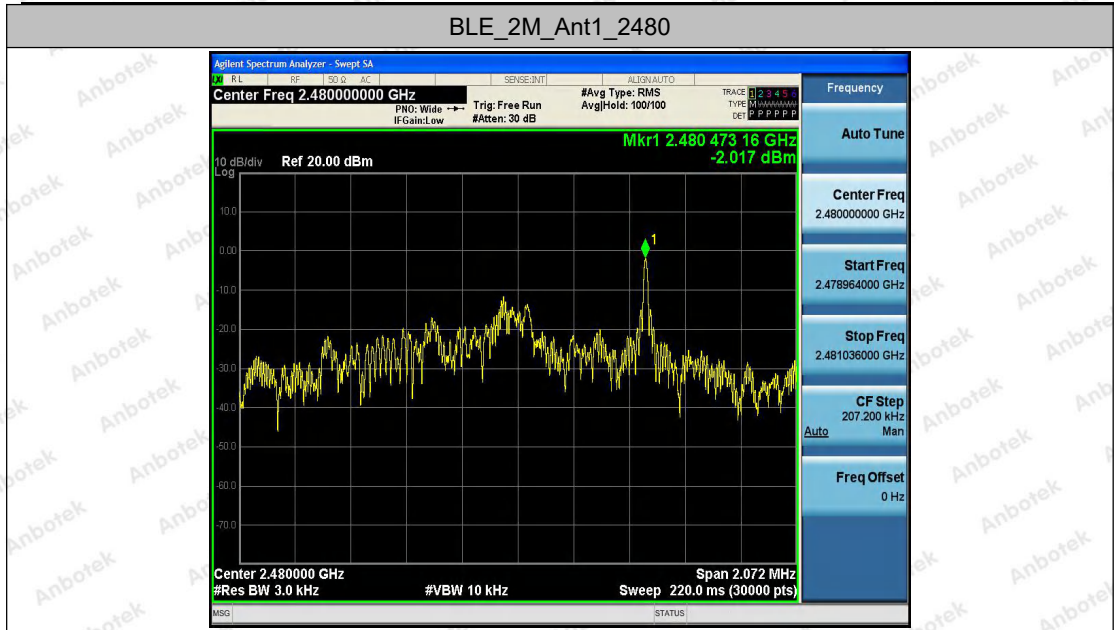 BLE_2M_Ant1_2480
Agilent Spectrum Analyzer - Swept SA
LXI RL RF 50 Ω AC SENSE:INT ALIGNAUTO
Center Freq 2.480000000 GHz
PNO: Wide
IFGain:Low
Trig: Free Run
#Atten: 30 dB
#Avg Type: RMS
Avg|Hold: 100/100
TRACE 1 2 3 4 5 6
TYPE M
DET P P P P P P
Mkr1 2.480 473 16 GHz
-2.017 dBm
10 dB/div Ref 20.00 dBm
Log
10.0
0.00
-10.0
-20.0
-30.0
-40.0
-50.0
-60.0
-70.0
1
Center 2.480000 GHz Span 2.072 MHz
#Res BW 3.0 kHz #VBW 10 kHz Sweep 220.0 ms (30000 pts)
MSG STATUS
Frequency
Auto Tune
Center Freq
2.480000000 GHz
Start Freq
2.478964000 GHz
Stop Freq
2.481036000 GHz
CF Step
207.200 kHz
Auto Man
Freq Offset
0 Hz
Anbotek